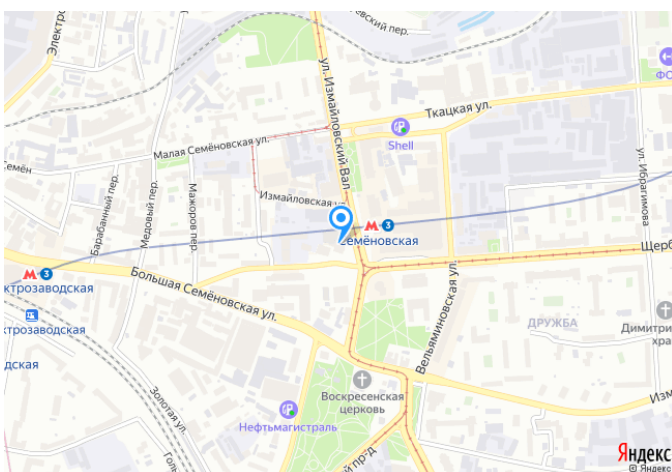 Электро
евский пер.
ул. Измайловский Вал
Ткацкая ул.
ФО
Shell
Малая Семёновская ул.
Семён
Барабанный пер.
Медовый пер.
Мажоров пер.
Измайловская ул.
ул. Ибрагимова
3
Семёновская
Щерб
3
ктрозаводская
Большая Семёновская ул.
ктрозаводская
дская
Вельяминовская ул.
ДРУЖБА
Димитри
хра
Воскресенская
церковь
Изм
Золотая ул.
Нефтьмагистраль
Голь
й пр-д
Яндекс
© Яндекс